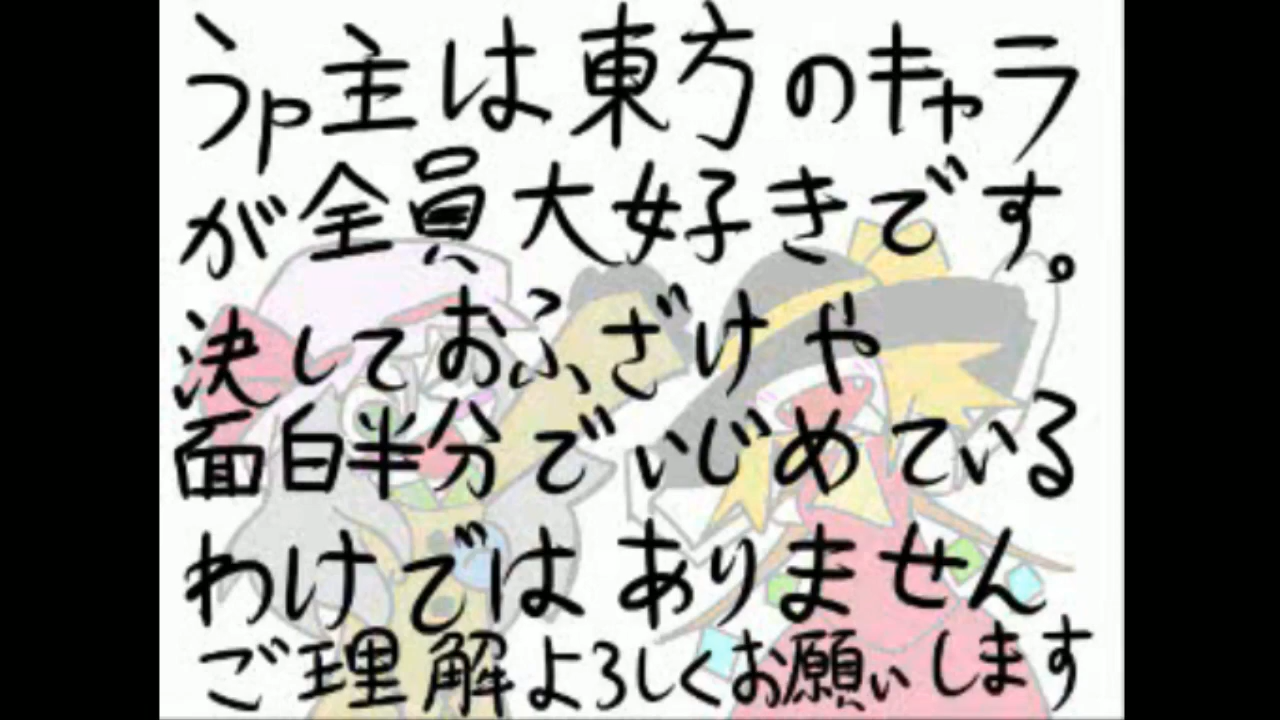 うp主は東方のキャラ
が全員大好きです。
決しておふざけや
面白半分でいじめている
わけではありません
ご理解よろしくお願いします